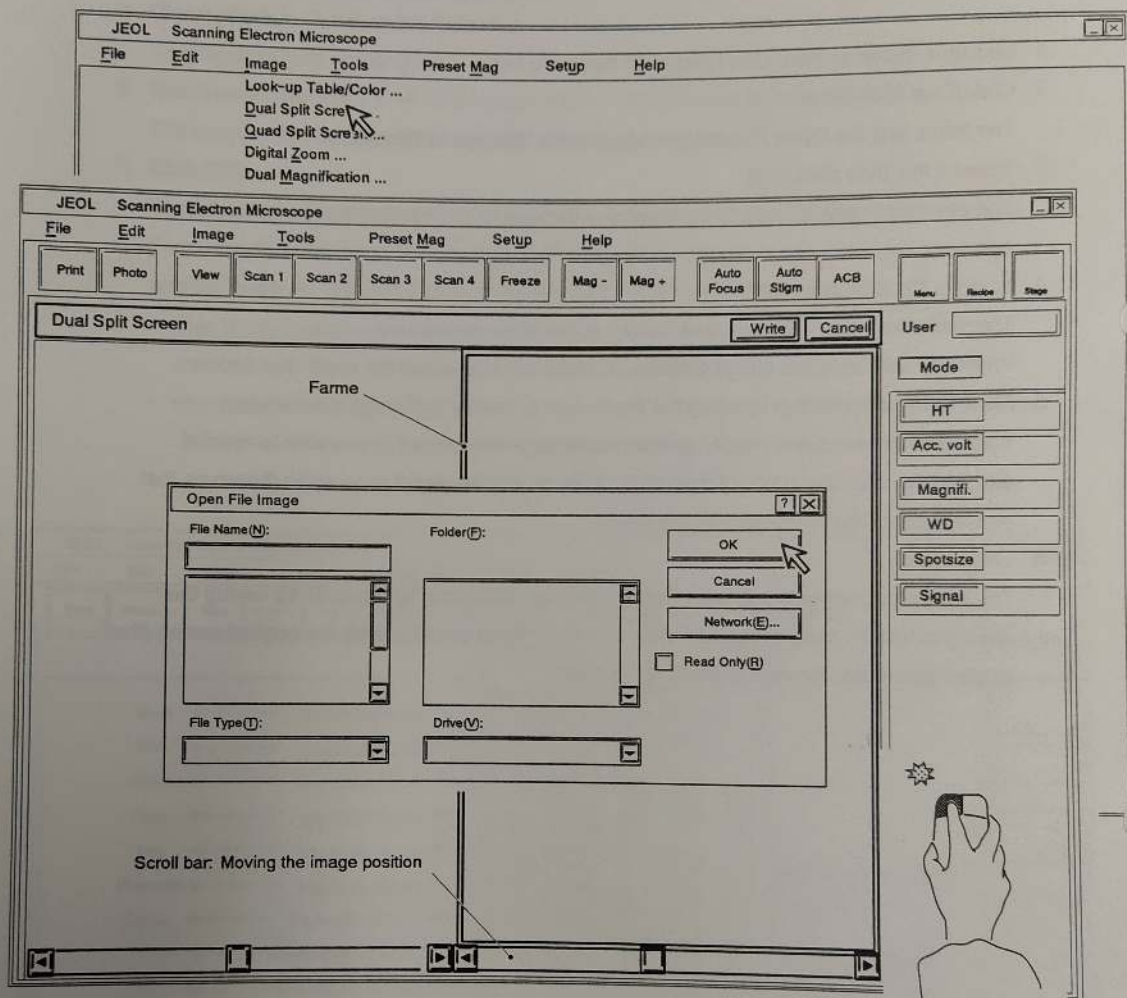 JEOL Scanning Electron Microscope
File Edit Image Tools Preset Mag Setup Help
Look-up Table/Color ...
Dual Split Scre
Quad Split Scre ...
Digital Zoom ...
Dual Magnification ...
JEOL Scanning Electron Microscope
File Edit Image Tools Preset Mag Setup Help
Print Photo View Scan 1 Scan 2 Scan 3 Scan 4 Freeze Mag - Mag + Auto Focus Auto Stigm ACB Menu Recipe Stage
Dual Split Screen Write Cancel User
Mode
Farme
HT
Acc. volt
Magnifi.
WD
Spotsize
Signal
Open File Image ?
File Name(N): Folder(F):
OK
Cancel
Network(E)...
Read Only(R)
File Type(T): Drive(V):
Scroll bar: Moving the image position